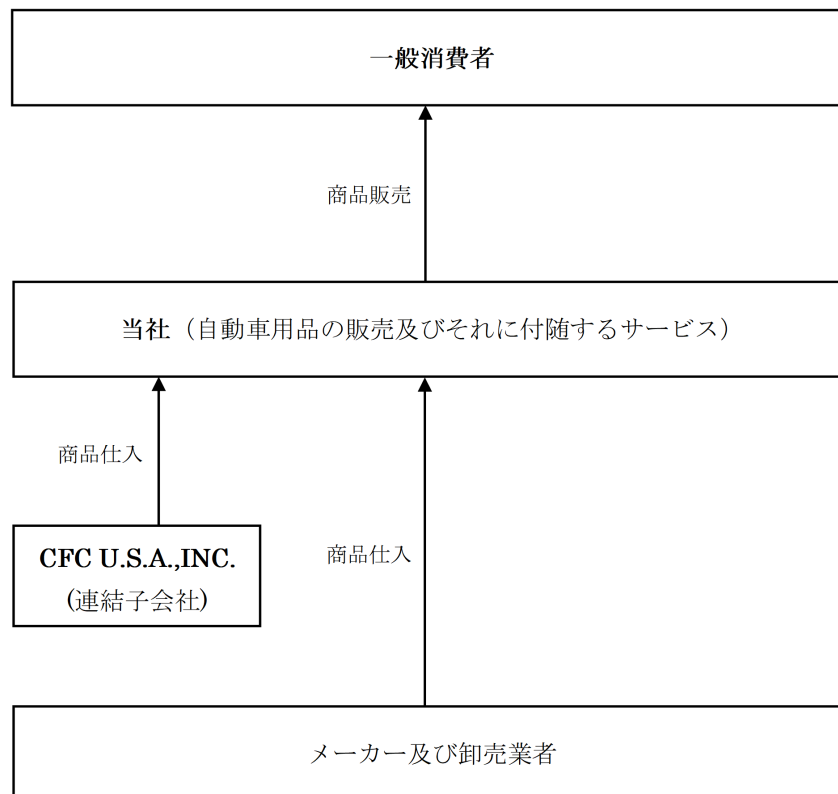 一般消費者
商品販売
当社（自動車用品の販売及びそれに付随するサービス）
商品仕入
CFC U.S.A.,INC.
(連結子会社)
商品仕入
メーカー及び卸売業者